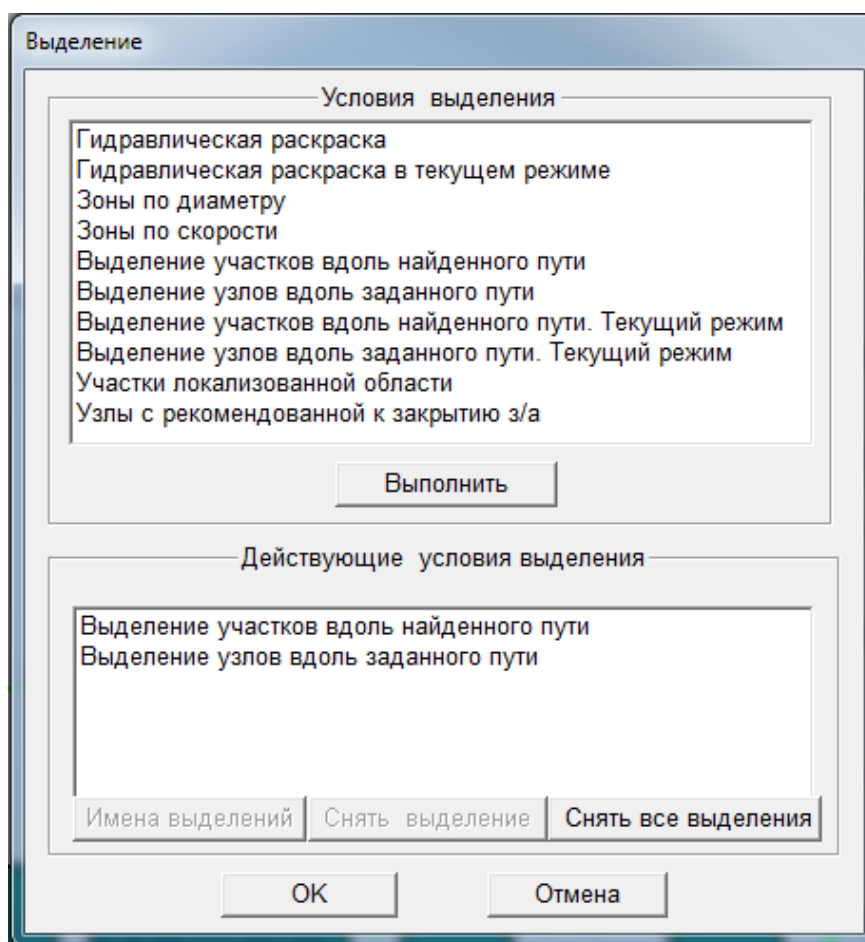 Выделение
Условия выделения
Гидравлическая раскраска
Гидравлическая раскраска в текущем режиме
Зоны по диаметру
Зоны по скорости
Выделение участков вдоль найденного пути
Выделение узлов вдоль заданного пути
Выделение участков вдоль найденного пути. Текущий режим
Выделение узлов вдоль заданного пути. Текущий режим
Участки локализованной области
Узлы с рекомендованной к закрытию з/а
Выполнить
Действующие условия выделения
Выделение участков вдоль найденного пути
Выделение узлов вдоль заданного пути
Имена выделений Снять выделение Снять все выделения
OK Отмена